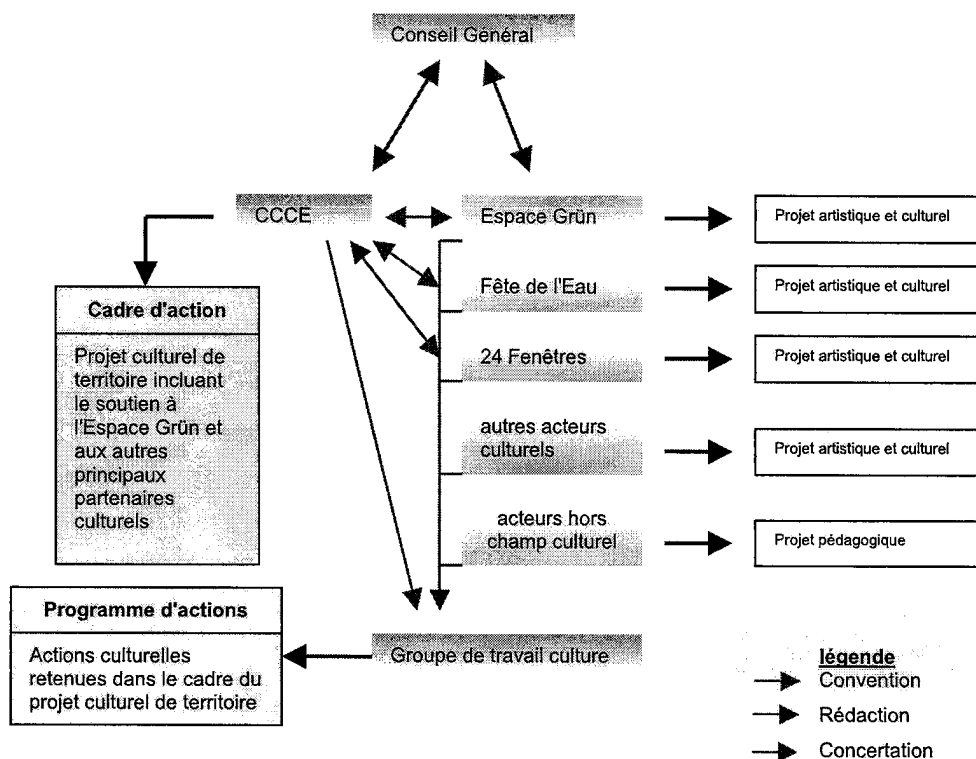 Conseil Général
CCCE
Espace Grün
Projet artistique et culturel
Fête de l'Eau
Projet artistique et culturel
24 Fenêtres
Projet artistique et culturel
autres acteurs
culturels
Projet artistique et culturel
acteurs hors
champ culturel
Projet pédagogique
Cadre d'action
Projet culturel de
territoire incluant
le soutien à
l'Espace Grün et
aux autres
principaux
partenaires
culturels
Programme d'actions
Actions culturelles
retenues dans le cadre du
projet culturel de territoire
Groupe de travail culture
légende
Convention
Rédaction
Concertation